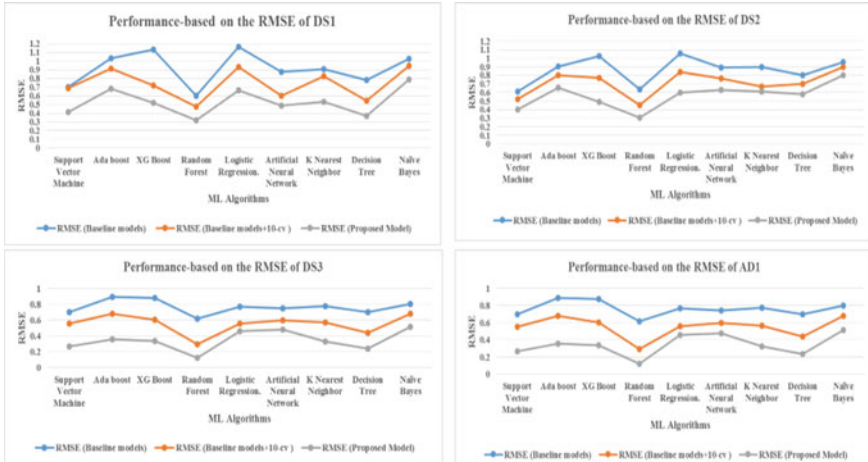 Performance-based on the RMSE of DS1
1.2
1.1
1
0.9
0.8
0.7
0.6
0.5
0.4
0.3
0.2
0.1
0
RMSE
Support Vector Machine
Ada boost
XG Boost
Random Forest
Logistic Regression.
Artificial Neural Network
K Nearest Neighbor
Decision Tree
Naïve Bayes
ML Algorithms
RMSE (Baseline models)
RMSE (Baseline models+10-cv )
RMSE (Proposed Model)
Performance-based on the RMSE of DS2
1.2
1.1
1
0.9
0.8
0.7
0.6
0.5
0.4
0.3
0.2
0.1
0
RMSE
Support Vector Machine
Ada boost
XG Boost
Random Forest
Logistic Regression.
Artificial Neural Network
K Nearest Neighbor
Decision Tree
Naïve Bayes
ML Algorithms
RMSE (Baseline models)
RMSE (Baseline models+10-cv )
RMSE (Proposed Model)
Performance-based on the RMSE of DS3
1
0.8
0.6
0.4
0.2
0
RMSE
Support Vector Machine
Ada boost
XG Boost
Random Forest
Logistic Regression.
Artificial Neural Network
K Nearest Neighbor
Decision Tree
Naïve Bayes
ML Algorithms
RMSE (Baseline models)
RMSE (Baseline models+10-cv )
RMSE (Proposed Model)
Performance-based on the RMSE of AD1
1
0.8
0.6
0.4
0.2
0
RMSE
Support Vector Machine
Ada boost
XG Boost
Random Forest
Logistic Regression.
Artificial Neural Network
K Nearest Neighbor
Decision Tree
Naïve Bayes
ML Algorithms
RMSE (Baseline models)
RMSE (Baseline models+10-cv )
RMSE (Proposed Model)